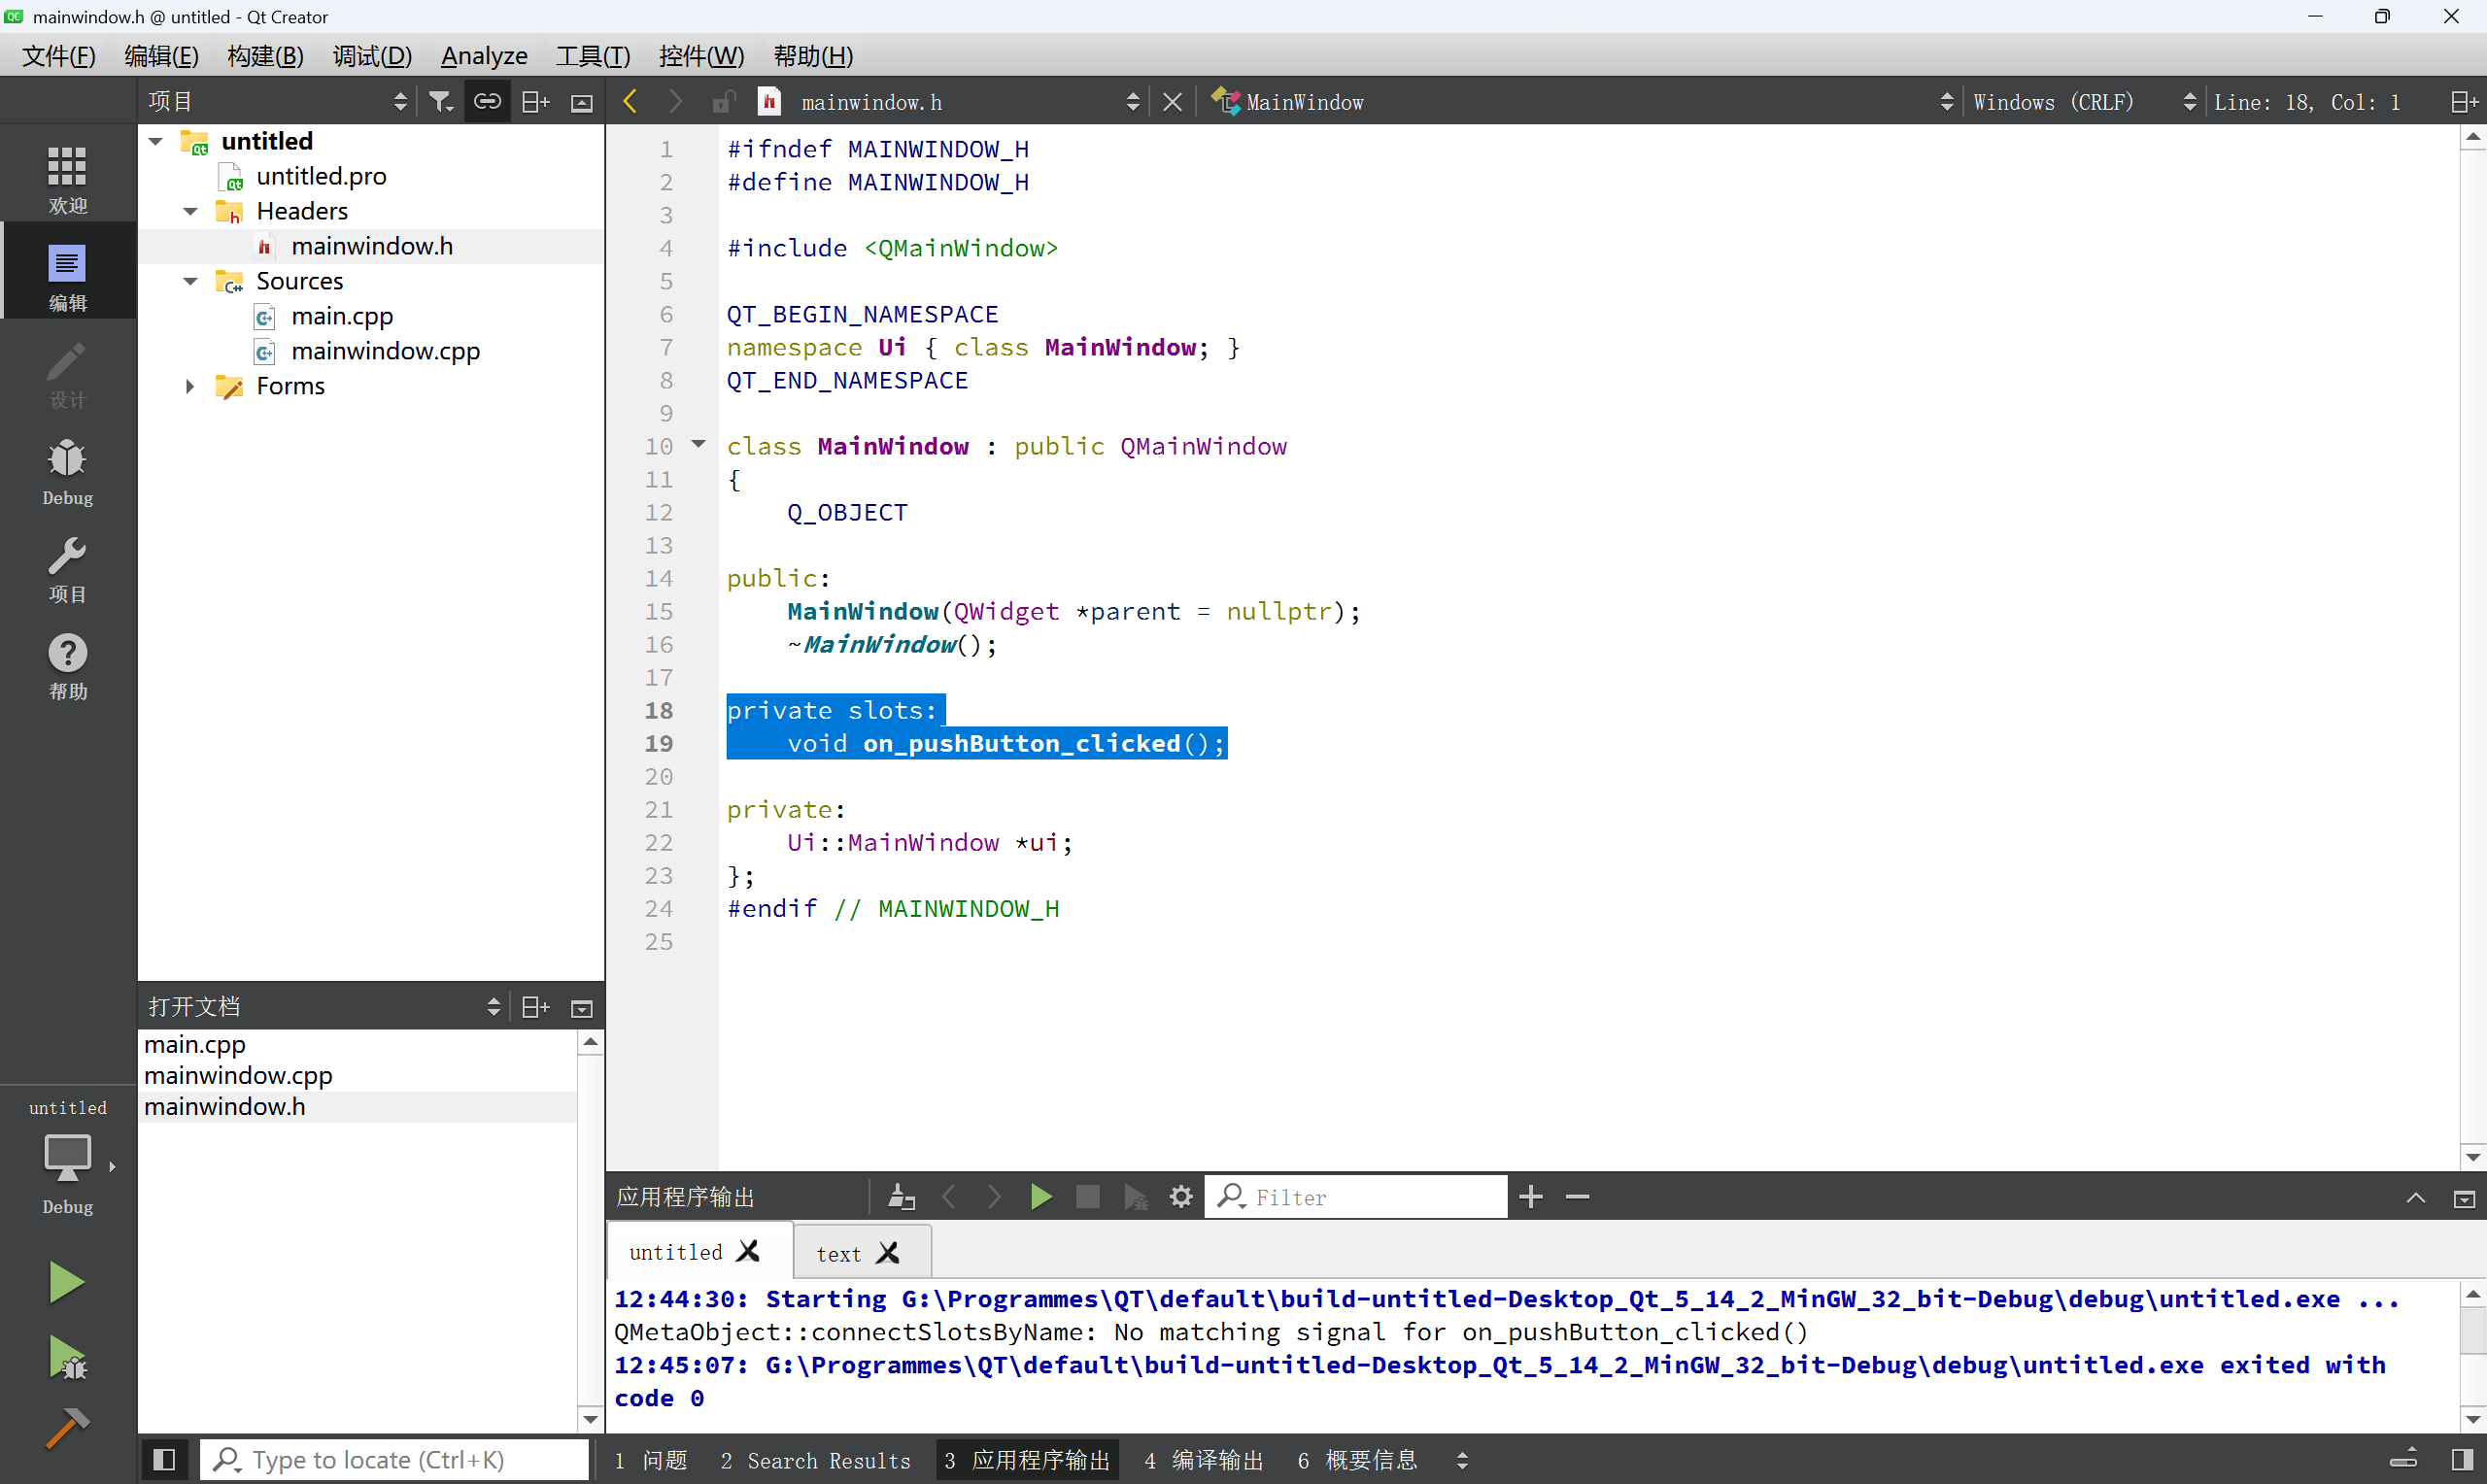 mainwindow.h @ untitled - Qt Creator
文件(F) 编辑(E) 构建(B) 调试(D) Analyze 工具(T) 控件(W) 帮助(H)
项目 mainwindow.h MainWindow Windows (CRLF) Line: 18, Col: 1
欢迎
编辑
设计
Debug
项目
帮助
untitled
Debug
untitled
untitled.pro
Headers
mainwindow.h
Sources
main.cpp
mainwindow.cpp
Forms
打开文档
main.cpp
mainwindow.cpp
mainwindow.h
1 #ifndef MAINWINDOW_H
2 #define MAINWINDOW_H
3
4 #include <QMainWindow>
5
6 QT_BEGIN_NAMESPACE
7 namespace Ui { class MainWindow; }
8 QT_END_NAMESPACE
9
10 class MainWindow : public QMainWindow
11 {
12     Q_OBJECT
13
14 public:
15     MainWindow(QWidget *parent = nullptr);
16     ~MainWindow();
17
18 private slots:
19     void on_pushButton_clicked();
20
21 private:
22     Ui::MainWindow *ui;
23 };
24 #endif // MAINWINDOW_H
25
应用程序输出 Filter
untitled text
12:44:30: Starting G:\Programmes\QT\default\build-untitled-Desktop_Qt_5_14_2_MinGW_32_bit-Debug\debug\untitled.exe ...
QMetaObject::connectSlotsByName: No matching signal for on_pushButton_clicked()
12:45:07: G:\Programmes\QT\default\build-untitled-Desktop_Qt_5_14_2_MinGW_32_bit-Debug\debug\untitled.exe exited with
code 0
Type to locate (Ctrl+K) 1 问题 2 Search Results 3 应用程序输出 4 编译输出 6 概要信息